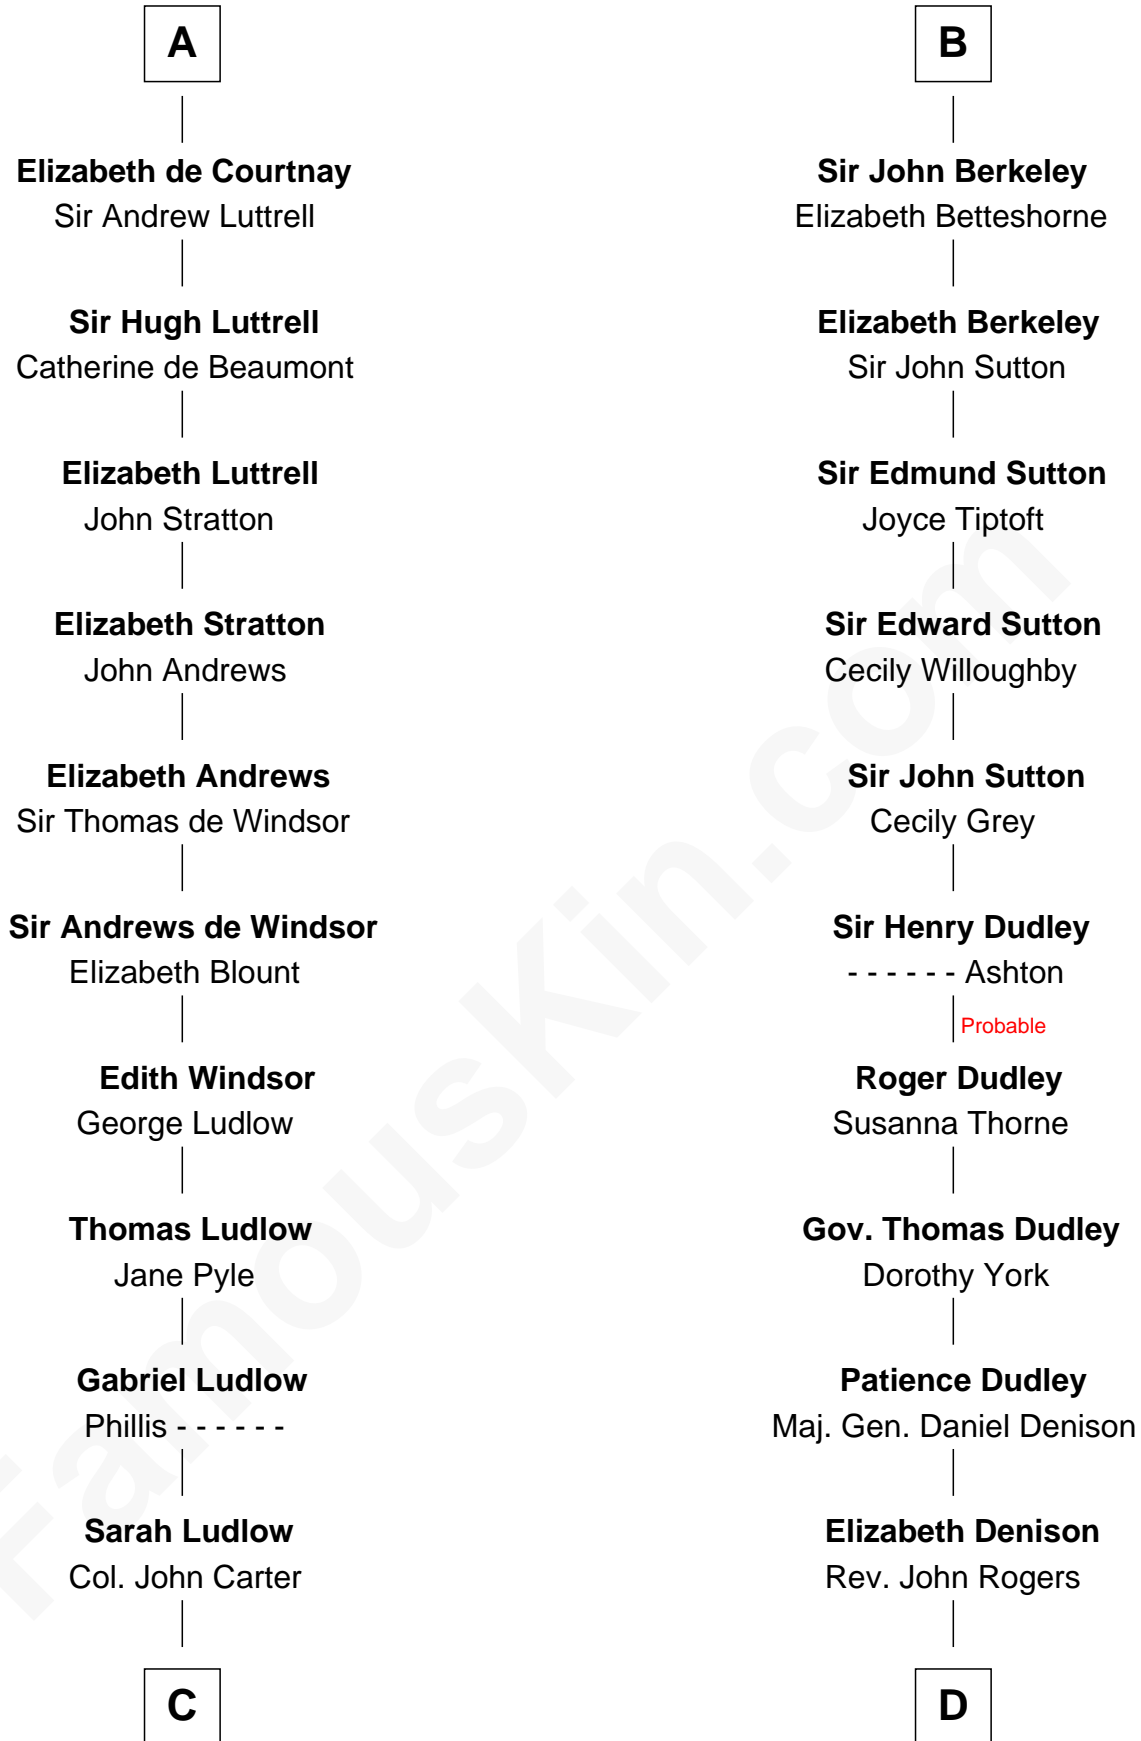 A
Elizabeth de Courtnay
Sir Andrew Luttrell
Sir Hugh Luttrell
Catherine de Beaumont
Elizabeth Luttrell
John Stratton
Elizabeth Stratton
John Andrews
Elizabeth Andrews
Sir Thomas de Windsor
Sir Andrews de Windsor
Elizabeth Blount
Edith Windsor
George Ludlow
Thomas Ludlow
Jane Pyle
Gabriel Ludlow
Phillis - - - - - -
Sarah Ludlow
Col. John Carter
C
B
Sir John Berkeley
Elizabeth Betteshorne
Elizabeth Berkeley
Sir John Sutton
Sir Edmund Sutton
Joyce Tiptoft
Sir Edward Sutton
Cecily Willoughby
Sir John Sutton
Cecily Grey
Sir Henry Dudley
- - - - - - Ashton
Probable
Roger Dudley
Susanna Thorne
Gov. Thomas Dudley
Dorothy York
Patience Dudley
Maj. Gen. Daniel Denison
Elizabeth Denison
Rev. John Rogers
D
FamousKin.com